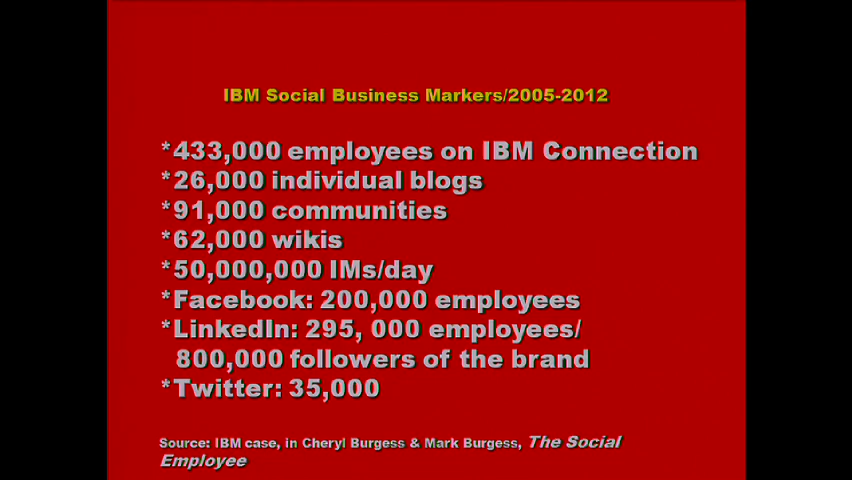 IBM Social Business Markers/2005-2012
*433,000 employees on IBM Connection
*26,000 individual blogs
*91,000 communities
*62,000 wikis
*50,000,000 IMs/day
*Facebook: 200,000 employees
*LinkedIn: 295, 000 employees/
800,000 followers of the brand
*Twitter: 35,000
Source: IBM case, in Cheryl Burgess & Mark Burgess, The Social
Employee